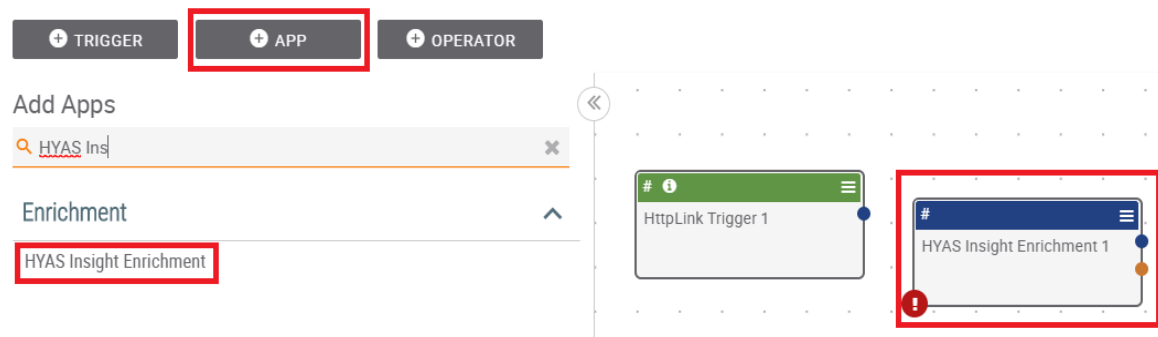 TRIGGER
APP
OPERATOR
Add Apps
HYAS Ins
Enrichment
HYAS Insight Enrichment
#
HttpLink Trigger 1
#
HYAS Insight Enrichment 1